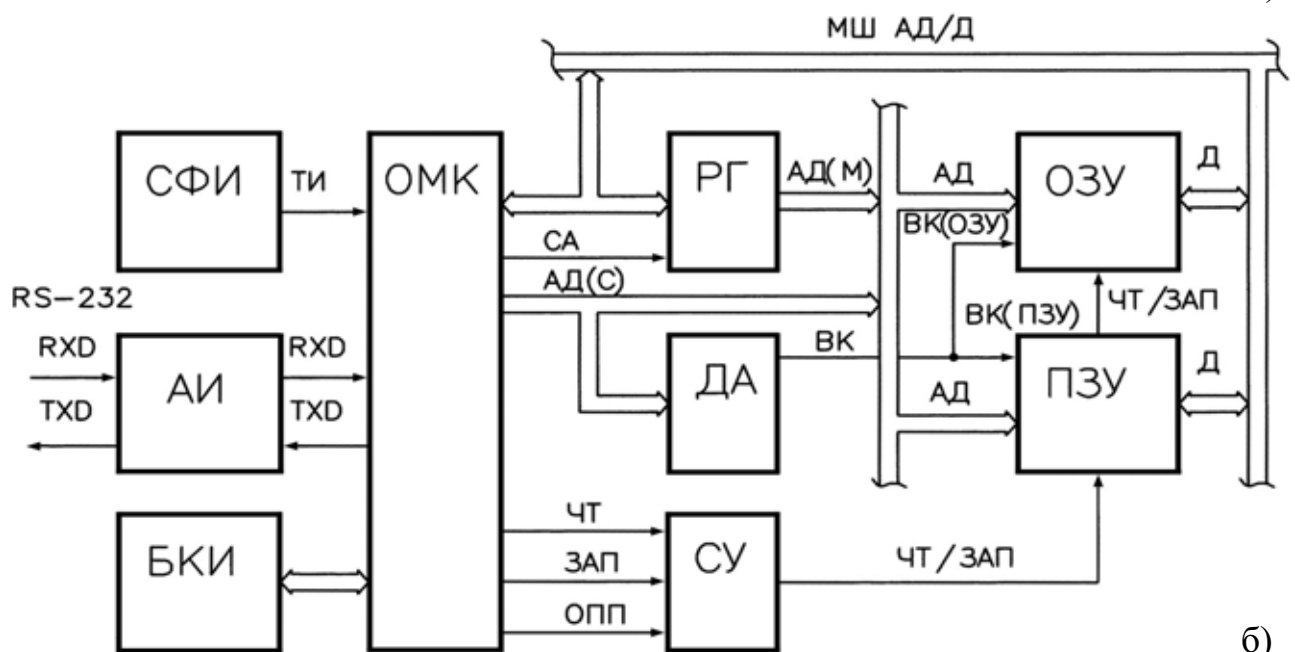 МШ АД/Д
СФИ
ТИ
ОМК
РГ
АД(М)
АД
ОЗУ
Д
СА
ВК(ОЗУ)
АД(С)
RS-232
RXD
TXD
АИ
RXD
TXD
ДА
ВК
ВК(ПЗУ)
ЧТ/ЗАП
АД
ПЗУ
Д
БКИ
ЧТ
ЗАП
ОПП
СУ
ЧТ/ЗАП
б)